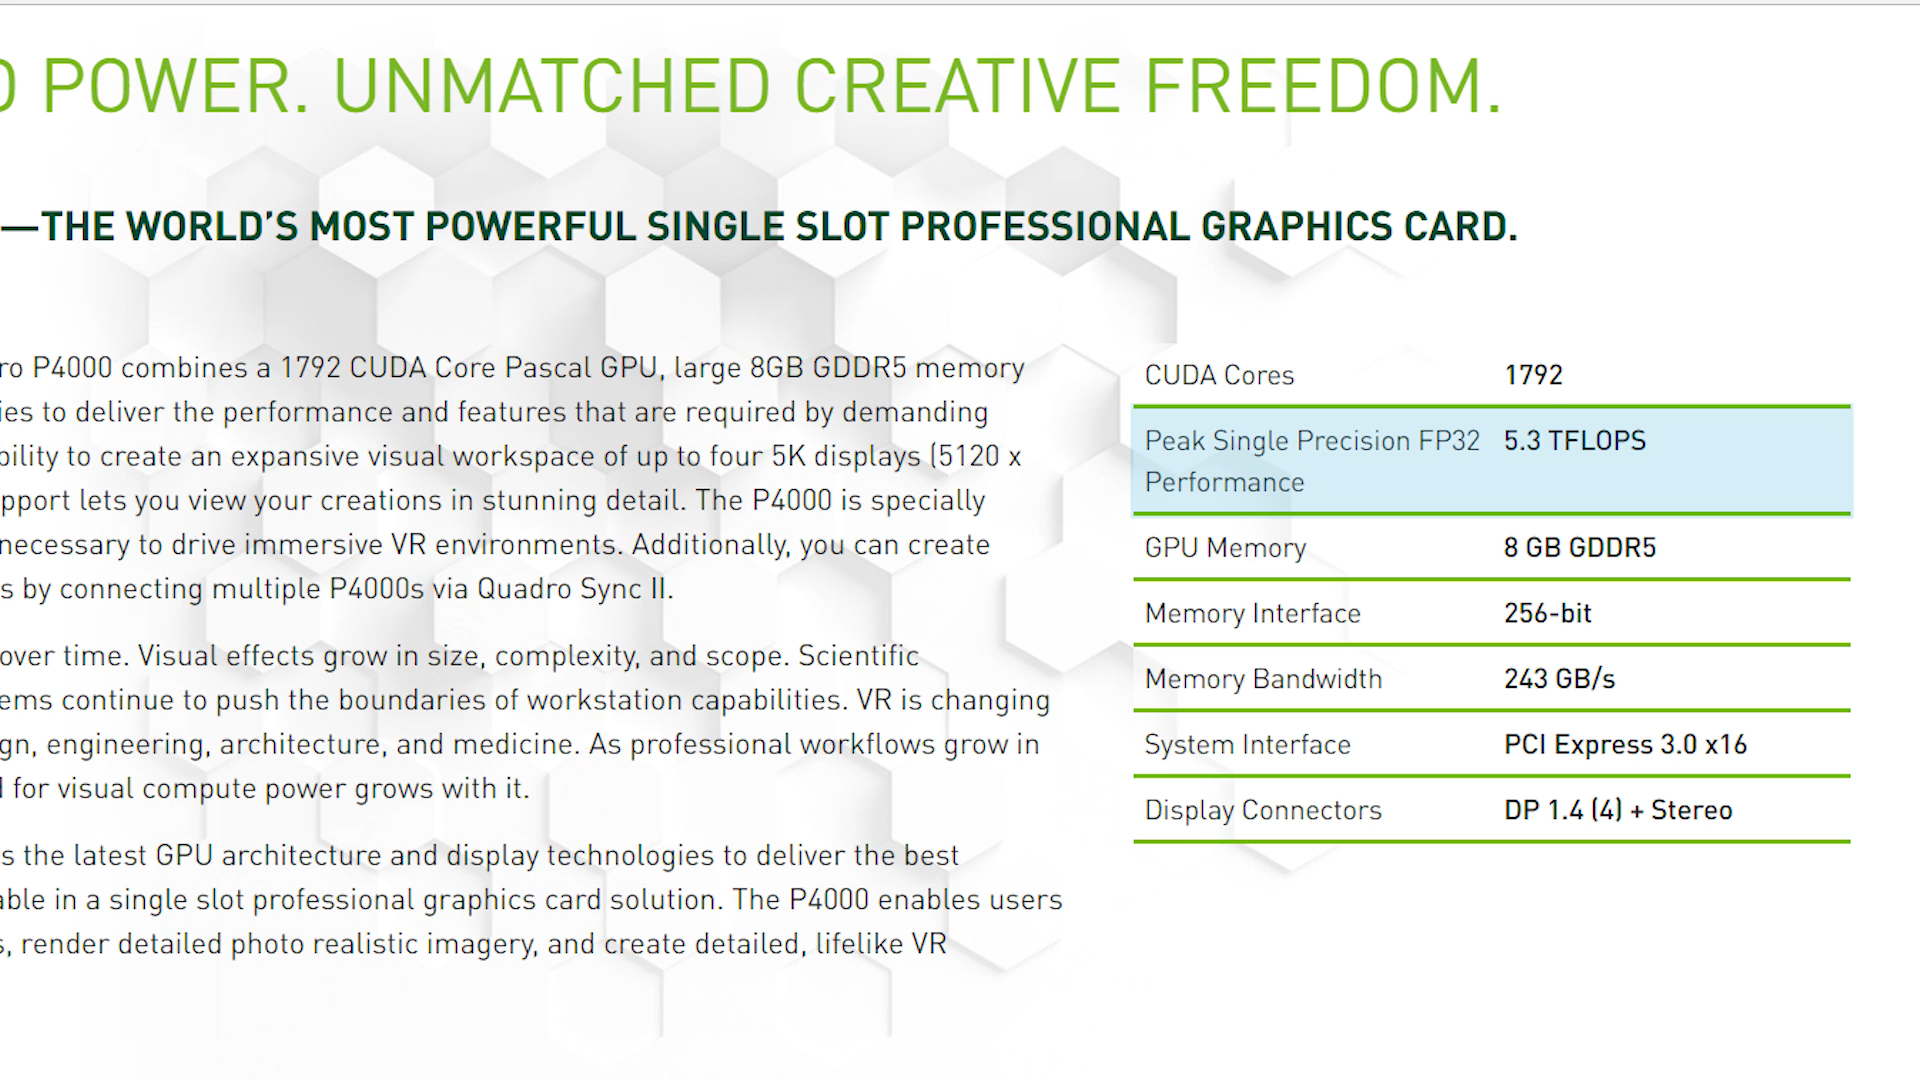 POWER. UNMATCHED CREATIVE FREEDOM.
—THE WORLD'S MOST POWERFUL SINGLE SLOT PROFESSIONAL GRAPHICS CARD.
ro P4000 combines a 1792 CUDA Core Pascal GPU, large 8GB GDDR5 memory
ies to deliver the performance and features that are required by demanding
bility to create an expansive visual workspace of up to four 5K displays (5120 x
pport lets you view your creations in stunning detail. The P4000 is specially
necessary to drive immersive VR environments. Additionally, you can create
s by connecting multiple P4000s via Quadro Sync II.
over time. Visual effects grow in size, complexity, and scope. Scientific
ems continue to push the boundaries of workstation capabilities. VR is changing
gn, engineering, architecture, and medicine. As professional workflows grow in
for visual compute power grows with it.
s the latest GPU architecture and display technologies to deliver the best
able in a single slot professional graphics card solution. The P4000 enables users
s, render detailed photo realistic imagery, and create detailed, lifelike VR
CUDA Cores 1792
Peak Single Precision FP32 5.3 TFLOPS
Performance
GPU Memory 8 GB GDDR5
Memory Interface 256-bit
Memory Bandwidth 243 GB/s
System Interface PCI Express 3.0 x16
Display Connectors DP 1.4 (4) + Stereo